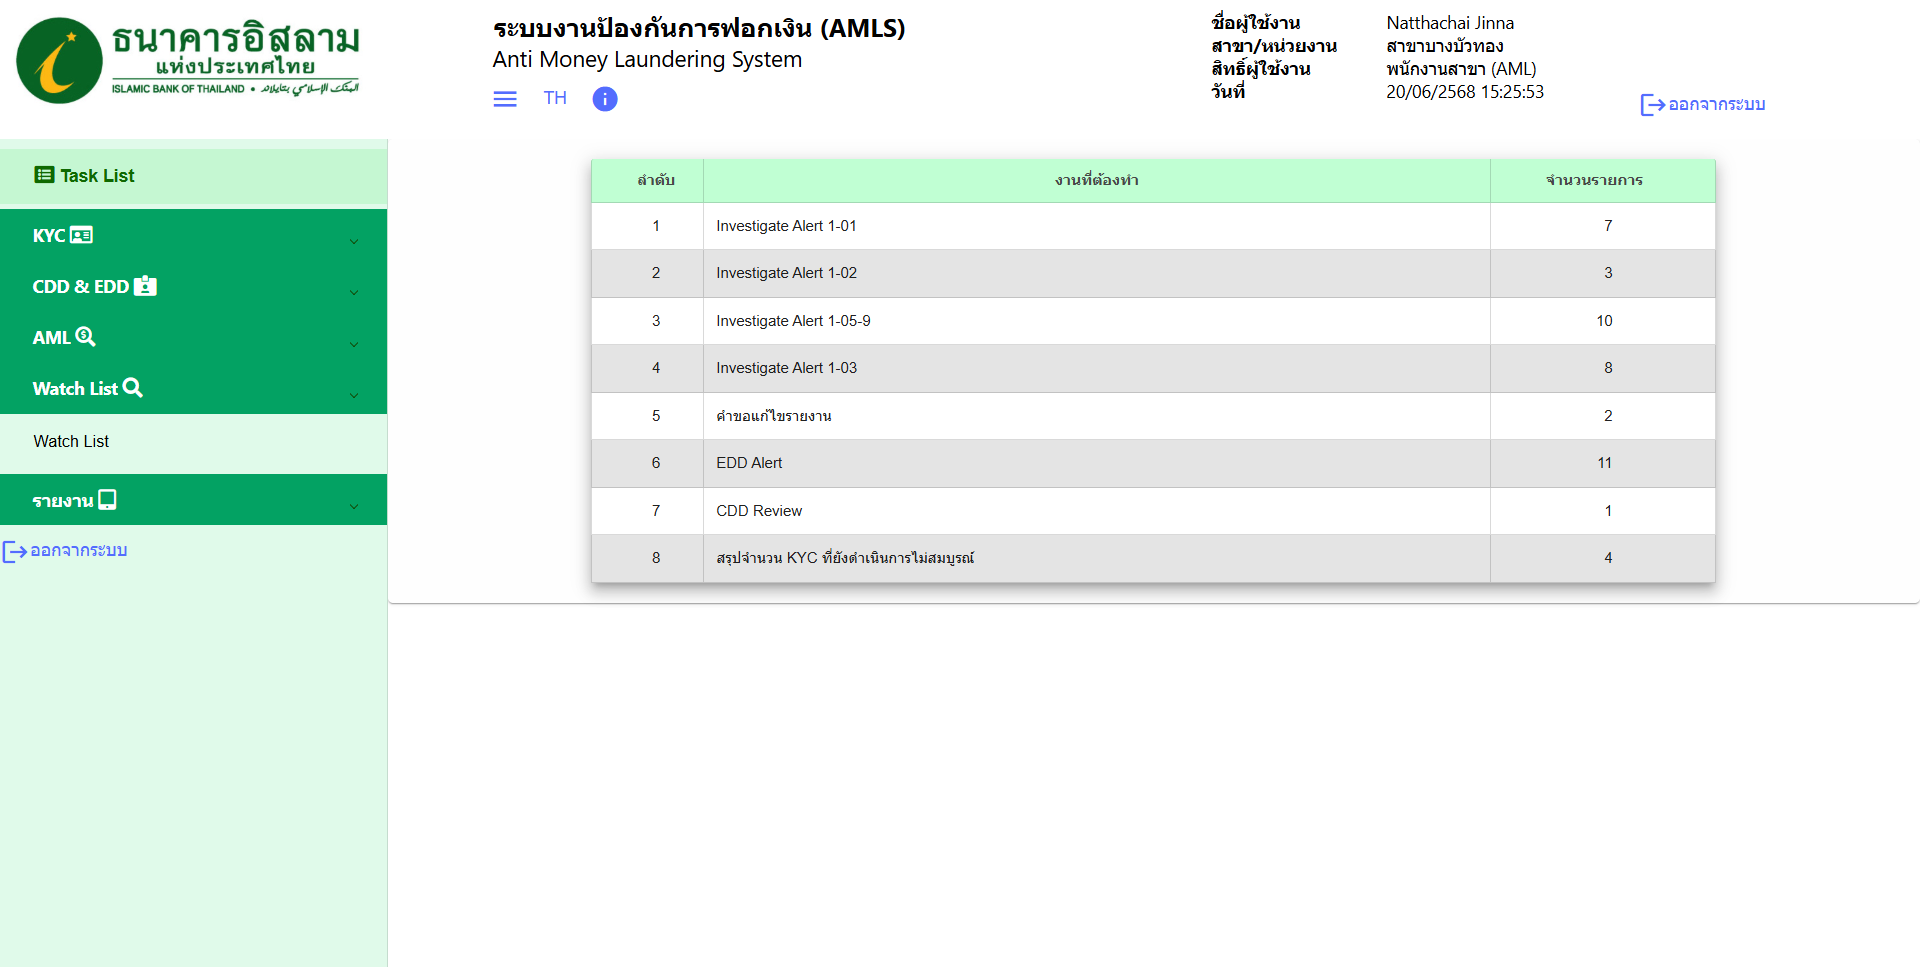 ธนาคารอิสลาม
แห่งประเทศไทย
ISLAMIC BANK OF THAILAND • البنك الإسلامي بتايلاند
ระบบงานป้องกันการฟอกเงิน (AMLS)
Anti Money Laundering System
TH
ชื่อผู้ใช้งาน Natthachai Jinna
สาขา/หน่วยงาน สาขาบางบัวทอง
สิทธิ์ผู้ใช้งาน พนักงานสาขา (AML)
วันที่ 20/06/2568 15:25:53
ออกจากระบบ
Task List
KYC
CDD & EDD
AML
Watch List
Watch List
รายงาน
ออกจากระบบ
ลำดับ งานที่ต้องทำ จำนวนรายการ
1 Investigate Alert 1-01 7
2 Investigate Alert 1-02 3
3 Investigate Alert 1-05-9 10
4 Investigate Alert 1-03 8
5 คำขอแก้ไขรายงาน 2
6 EDD Alert 11
7 CDD Review 1
8 สรุปจำนวน KYC ที่ยังดำเนินการไม่สมบูรณ์ 4